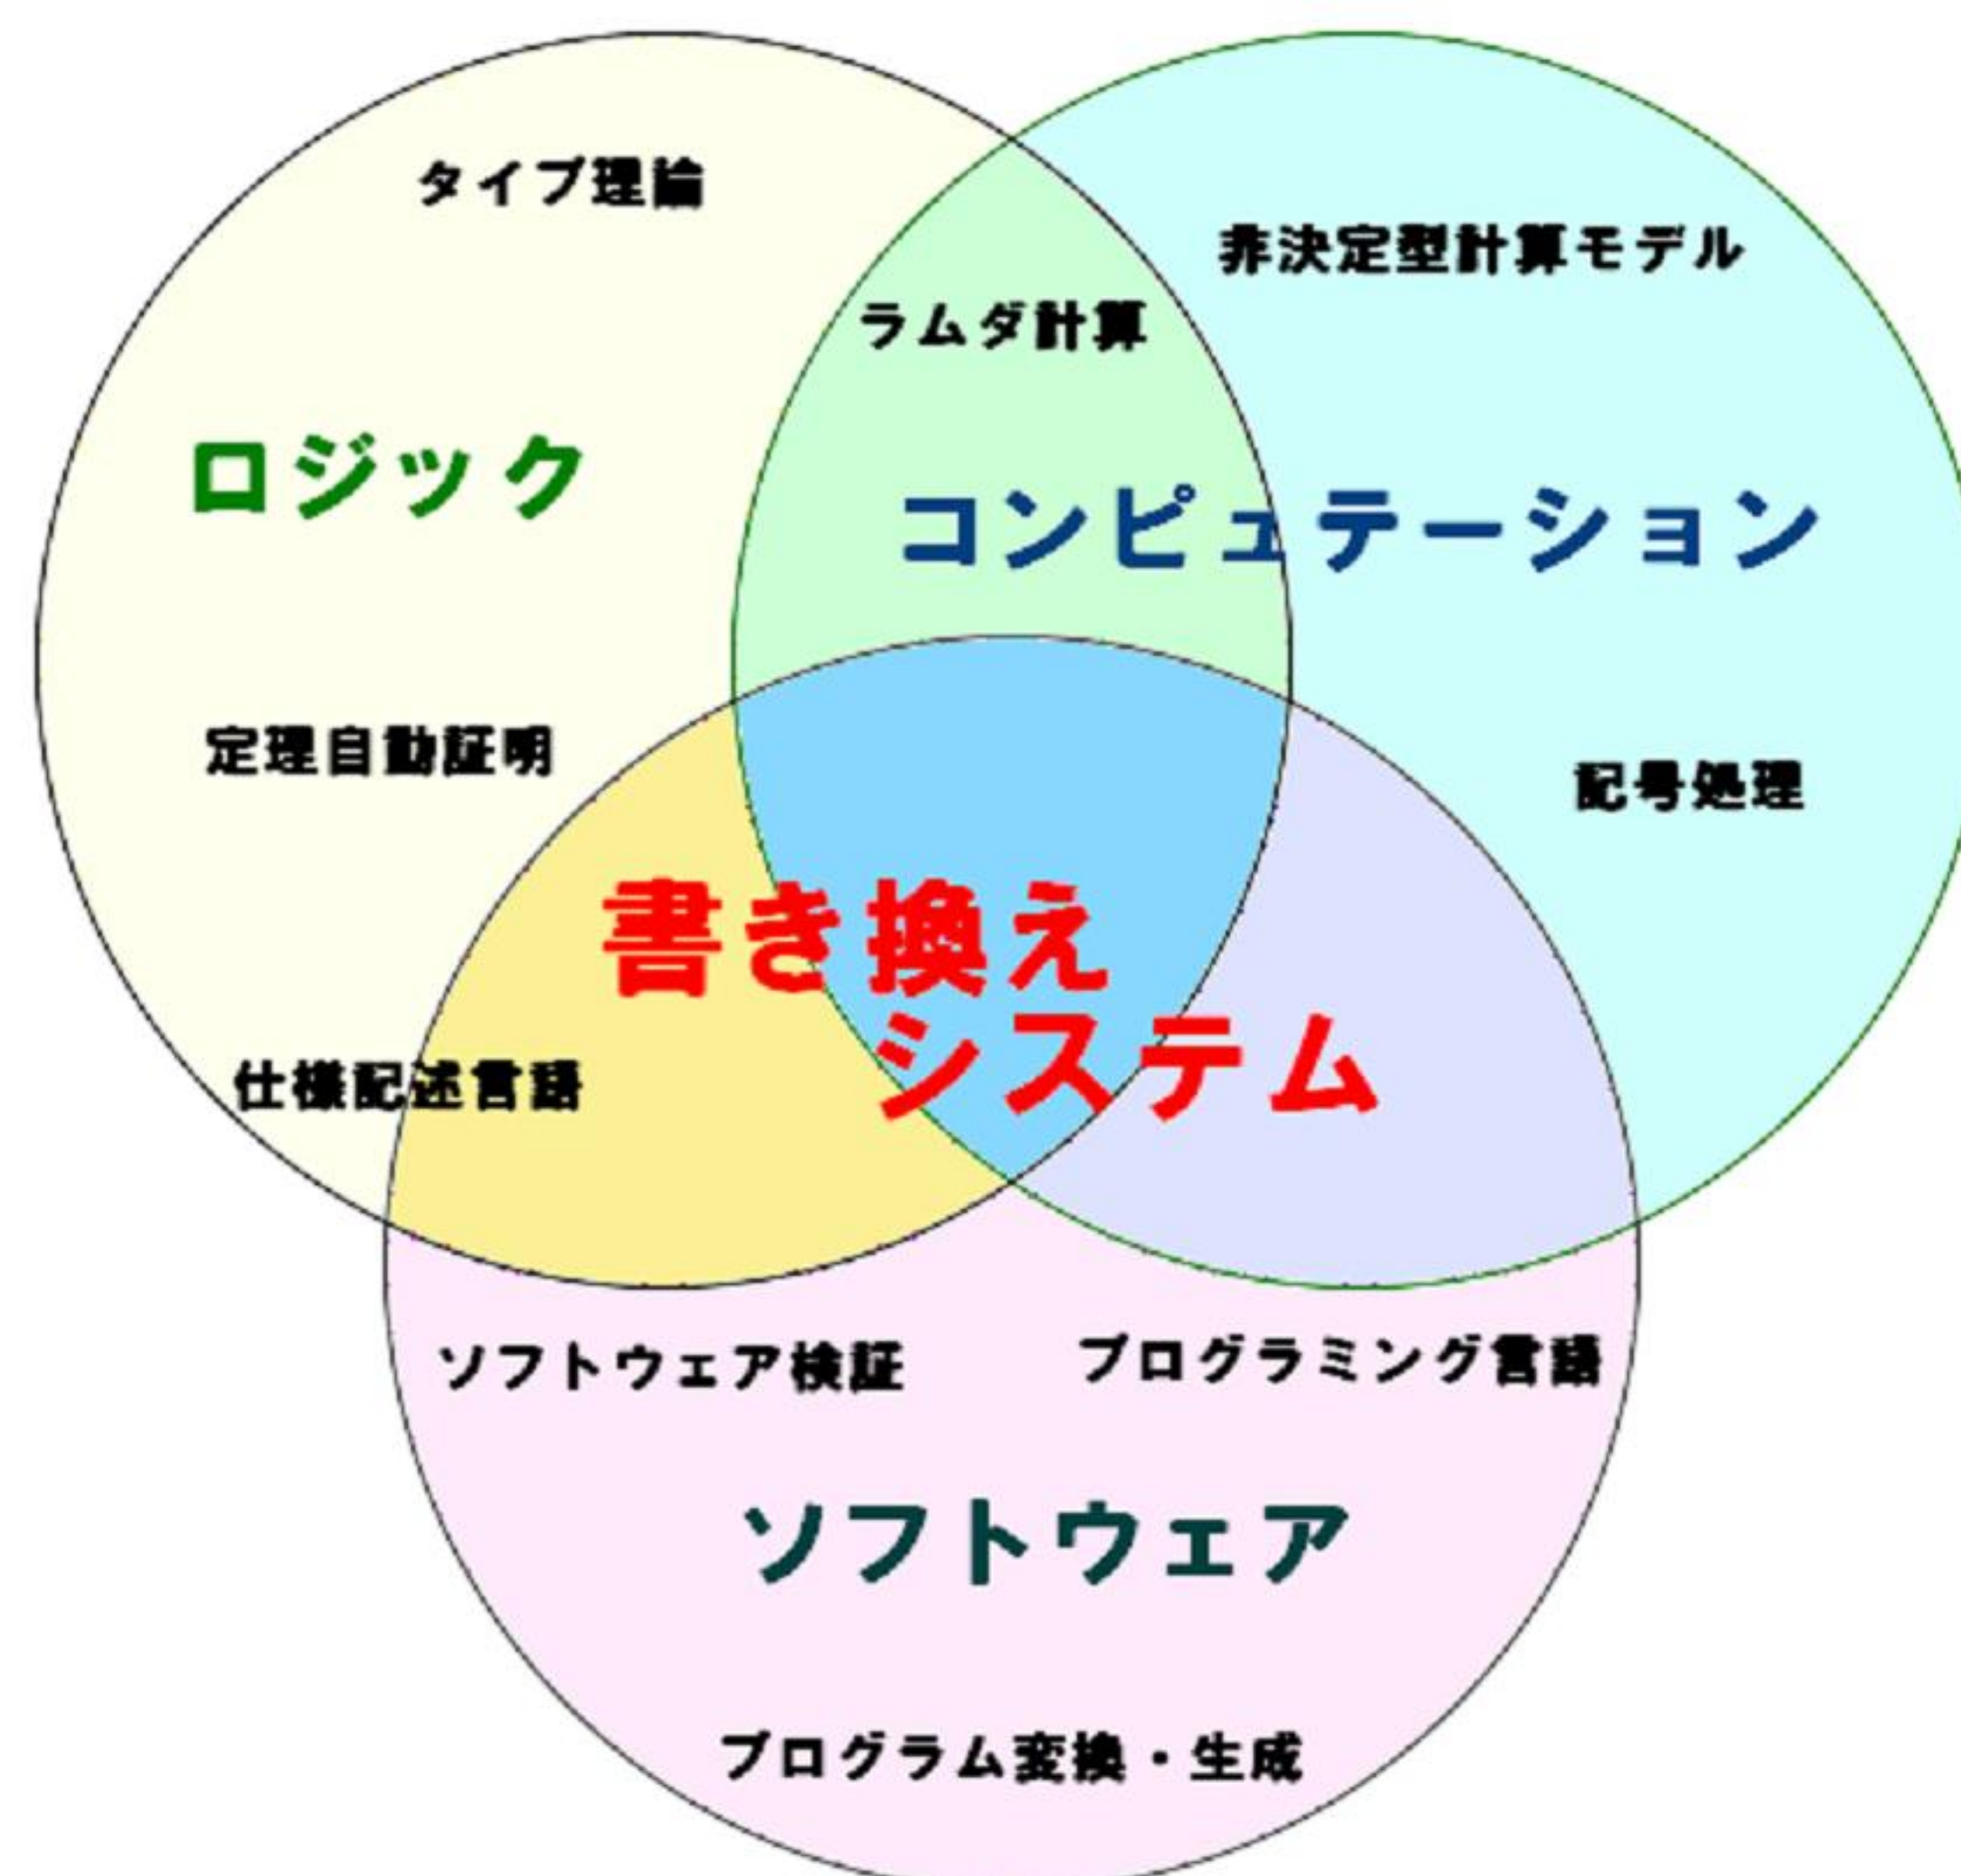 タイプ理論
非決定型計算モデル
ラムダ計算
ロジック
コンピュテーション
定理自動証明
記号処理
書き換え
システム
仕様記述言語
ソフトウェア検証
プログラミング言語
ソフトウェア
プログラム変換・生成